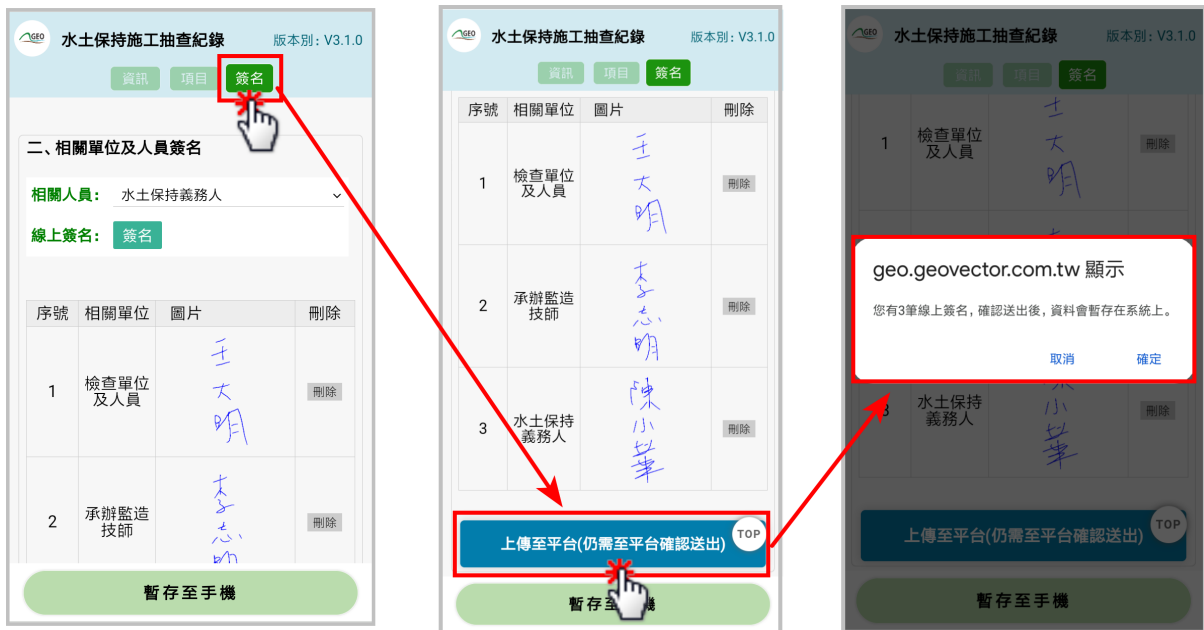 GEO
水土保持施工抽查紀錄
版本別: V3.1.0
資訊 項目 簽名
二、相關單位及人員簽名
相關人員: 水土保持義務人
線上簽名: 簽名
序號 相關單位 圖片 刪除
1 檢查單位及人員 王大明 刪除
2 承辦監造技師 李志明 刪除
暫存至手機
GEO
水土保持施工抽查紀錄
版本別: V3.1.0
資訊 項目 簽名
序號 相關單位 圖片 刪除
1 檢查單位及人員 王大明 刪除
2 承辦監造技師 李志明 刪除
3 水土保持義務人 陳小華 刪除
上傳至平台(仍需至平台確認送出)
TOP
暫存至 機
GEO
水土保持施工抽查紀錄
版本別: V3.1.0
資訊 項目 簽名
1 檢查單位及人員 王大明 刪除
geo.geovector.com.tw 顯示
您有3筆線上簽名，確認送出後，資料會暫存在系統上。
取消 確定
3 水土保持義務人 陳小華 刪除
上傳至平台(仍需至平台確認送出)
TOP
暫存至手機